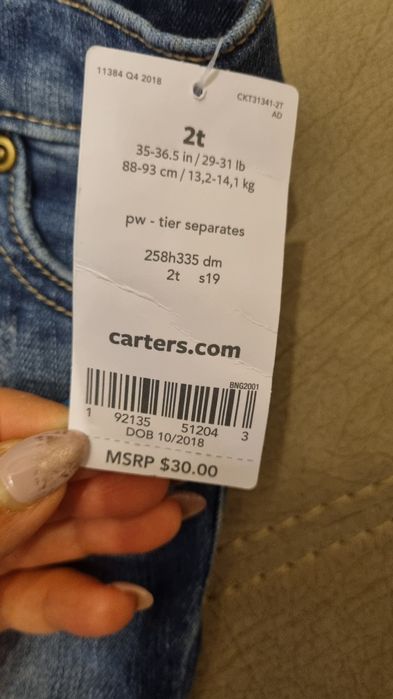 11384 Q4 2018
CKT31341-2T
AD
2t
35-36.5 in / 29-31 lb
88-93 cm / 13,2-14,1 kg
pw - tier separates
258h335 dm
2t s19
carters.com
BNG2001
1 92135 51204 3
DOB 10/2018
MSRP $30.00